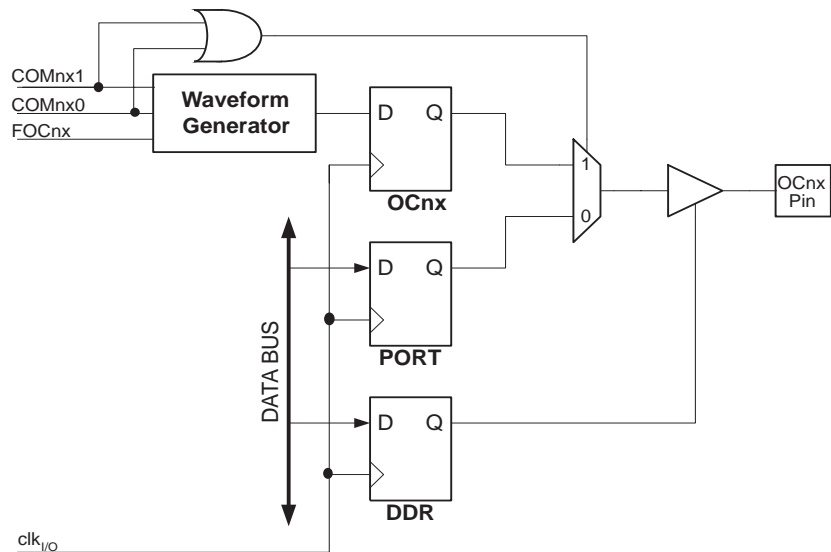 COMnx1
COMnx0
FOCnx
Waveform
Generator
D Q
OCnx
1
0
OCnx
Pin
D Q
PORT
DATA BUS
D Q
DDR
clkI/O